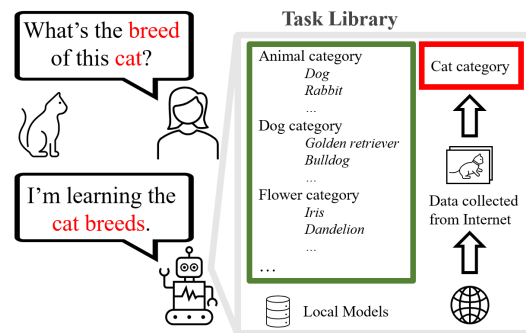 What's the breed
of this cat?
I'm learning the
cat breeds.
Task Library
Animal category
Dog
Rabbit
...
Dog category
Golden retriever
Bulldog
...
Flower category
Iris
Dandelion
...
...
Local Models
Cat category
Data collected
from Internet